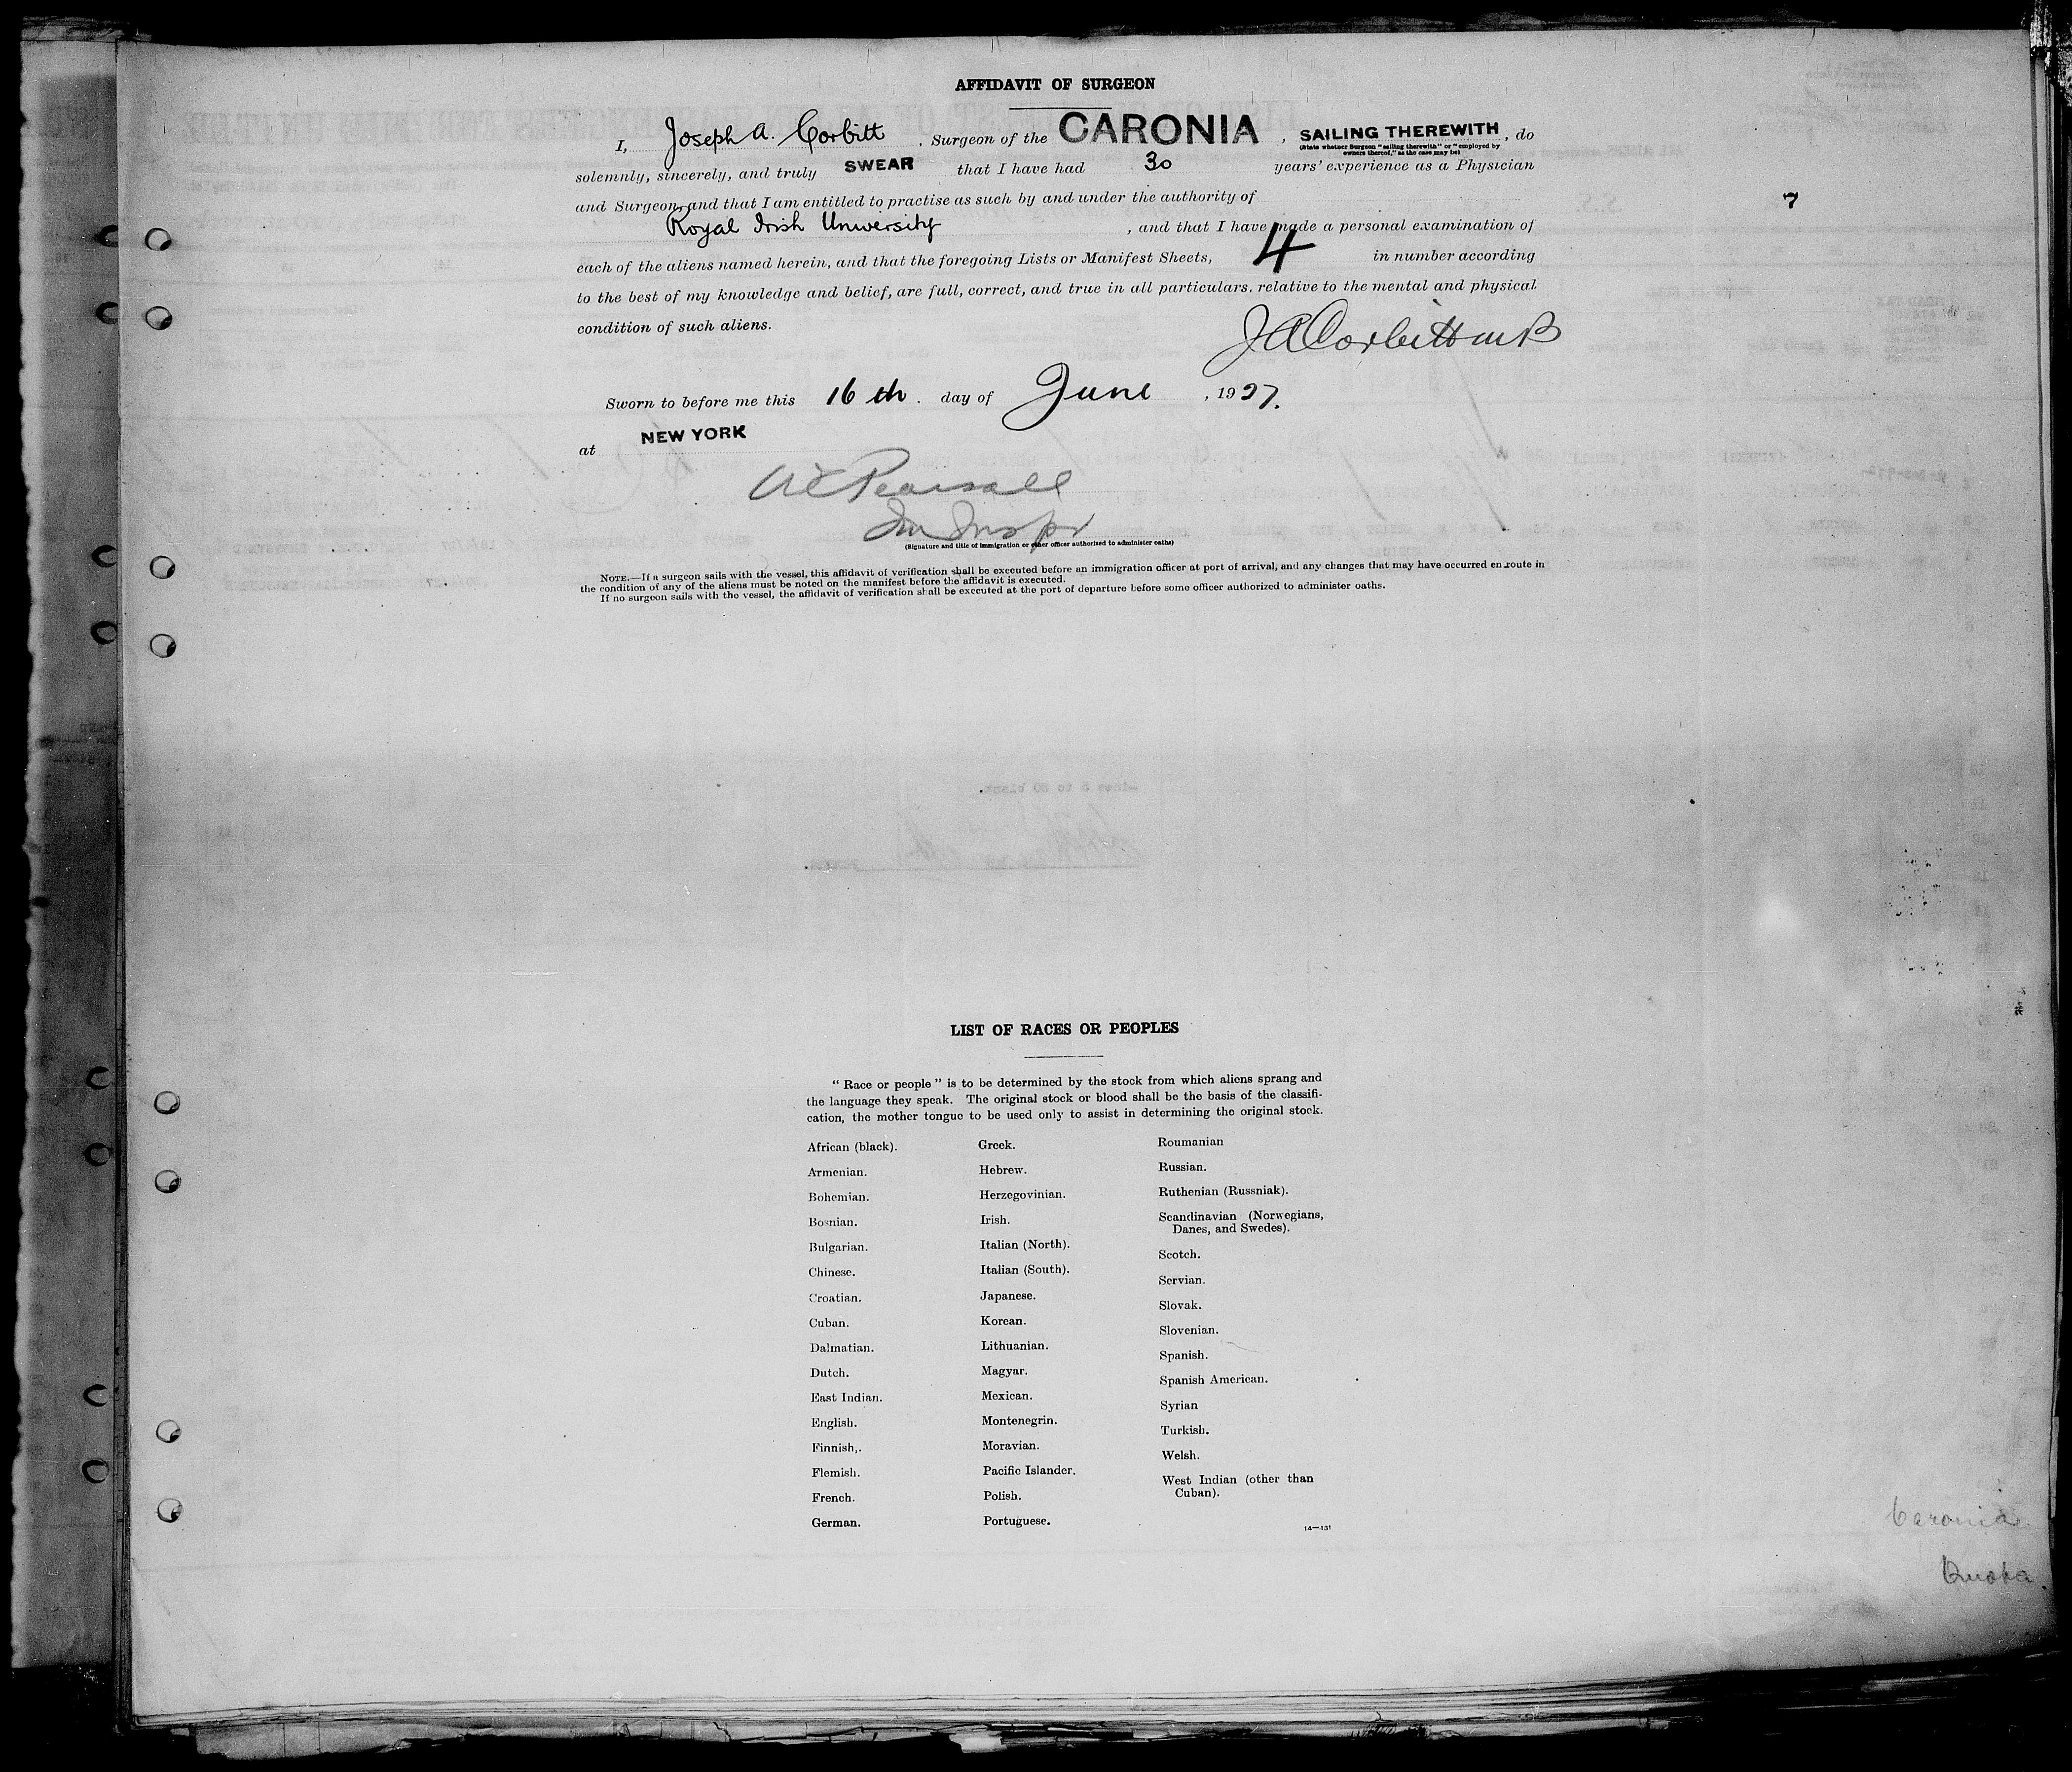 AFFIDAVIT OF SURGEON
I, Joseph A. Corbitt, Surgeon of the CARONIA, SAILING THEREWITH, do
(State whether Surgeon "sailing therewith" or "employed by
owners thereof," as the case may be)
solemnly, sincerely, and truly SWEAR that I have had 30 years' experience as a Physician
and Surgeon, and that I am entitled to practise as such by and under the authority of
7
Royal Irish University, and that I have made a personal examination of
each of the aliens named herein, and that the foregoing Lists or Manifest Sheets, 4 in number according
to the best of my knowledge and belief, are full, correct, and true in all particulars, relative to the mental and physical
condition of such aliens.
J A Corbitt MB
Sworn to before me this 16th. day of June, 1927.
at NEW YORK
Pearsall
(Signature and title of immigration or other officer authorized to administer oaths)
NOTE.—If a surgeon sails with the vessel, this affidavit of verification shall be executed before an immigration officer at port of arrival, and any changes that may have occurred en route in
the condition of any of the aliens must be noted on the manifest before the affidavit is executed.
If no surgeon sails with the vessel, the affidavit of verification shall be executed at the port of departure before some officer authorized to administer oaths.
LIST OF RACES OR PEOPLES
"Race or people" is to be determined by the stock from which aliens sprang and
the language they speak. The original stock or blood shall be the basis of the classifi-
cation, the mother tongue to be used only to assist in determining the original stock.
African (black).
Armenian.
Bohemian.
Bosnian.
Bulgarian.
Chinese.
Croatian.
Cuban.
Dalmatian.
Dutch.
East Indian.
English.
Finnish.
Flemish.
French.
German.
Greek.
Hebrew.
Herzegovinian.
Irish.
Italian (North).
Italian (South).
Japanese.
Korean.
Lithuanian.
Magyar.
Mexican.
Montenegrin.
Moravian.
Pacific Islander.
Polish.
Portuguese.
Roumanian
Russian.
Ruthenian (Russniak).
Scandinavian (Norwegians,
Danes, and Swedes).
Scotch.
Servian.
Slovak.
Slovenian.
Spanish.
Spanish American.
Syrian
Turkish.
Welsh.
West Indian (other than
Cuban).
14—431
Caronia.
Quota.